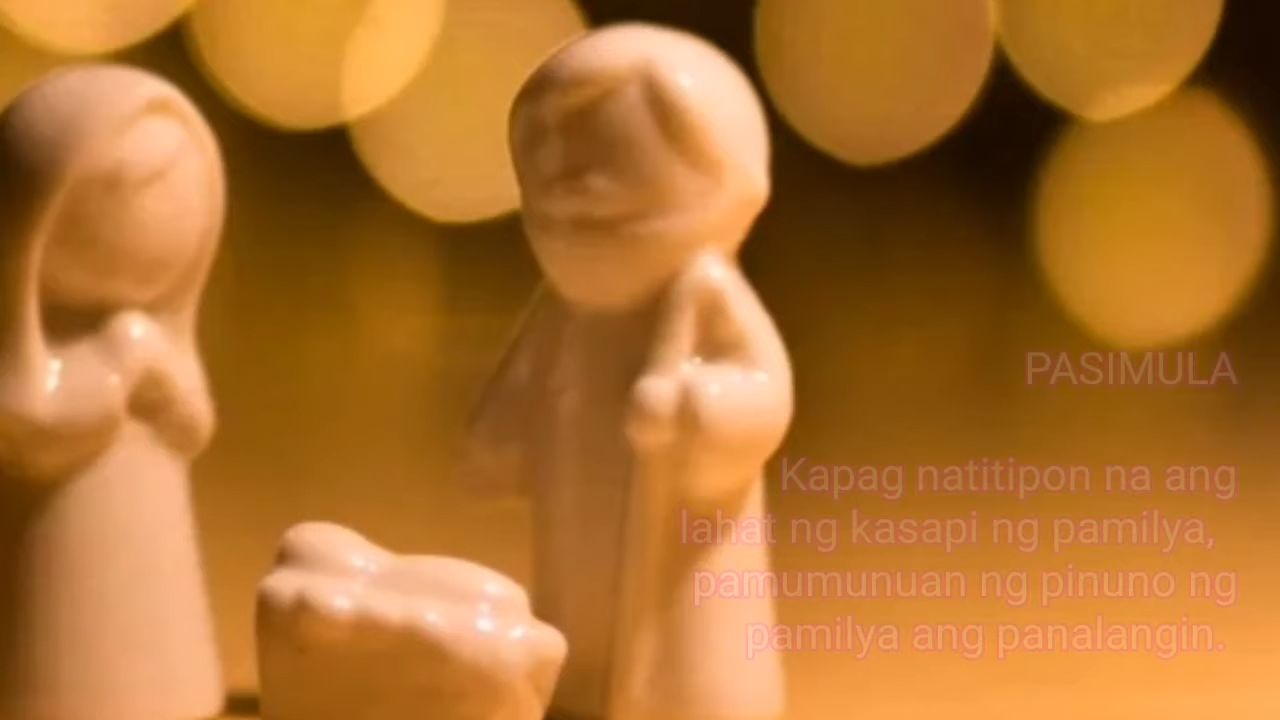 PASIMULA
Kapag natitipon na ang
lahat ng kasapi ng pamilya,
pamumunuan ng pinuno ng
pamilya ang panalangin.